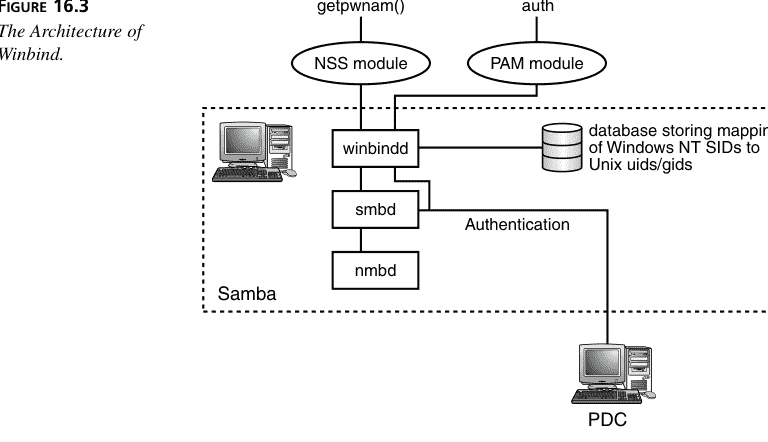 FIGURE 16.3
The Architecture of
Winbind.
getpwnam()
auth
NSS module
PAM module
winbindd
database storing mappin
of Windows NT SIDs to
Unix uids/gids
smbd
Authentication
nmbd
Samba
PDC